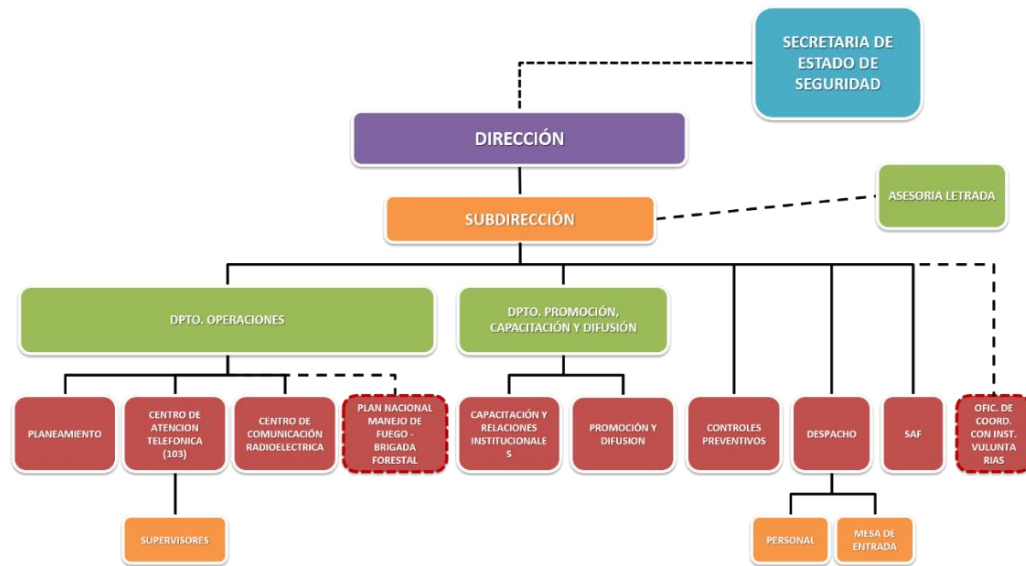 SECRETARIA DE
ESTADO DE
SEGURIDAD
DIRECCIÓN
ASESORIA LETRADA
SUBDIRECCIÓN
DPTO. OPERACIONES
DPTO. PROMOCIÓN,
CAPACITACIÓN Y DIFUSIÓN
PLANEAMIENTO
CENTRO DE
ATENCION
TELEFONICA
(103)
CENTRO DE
COMUNICACIÓN
RADIOELECTRICA
PLAN NACIONAL
MANEJO DE
FUEGO -
BRIGADA
FORESTAL
CAPACITACIÓN Y
RELACIONES
INSTITUCIONALE
S
PROMOCIÓN Y
DIFUSION
CONTROLES
PREVENTIVOS
DESPACHO
SAF
OFIC. DE
COORD.
CON INST.
VULUNTA
RIAS
SUPERVISORES
PERSONAL
MESA DE
ENTRADA